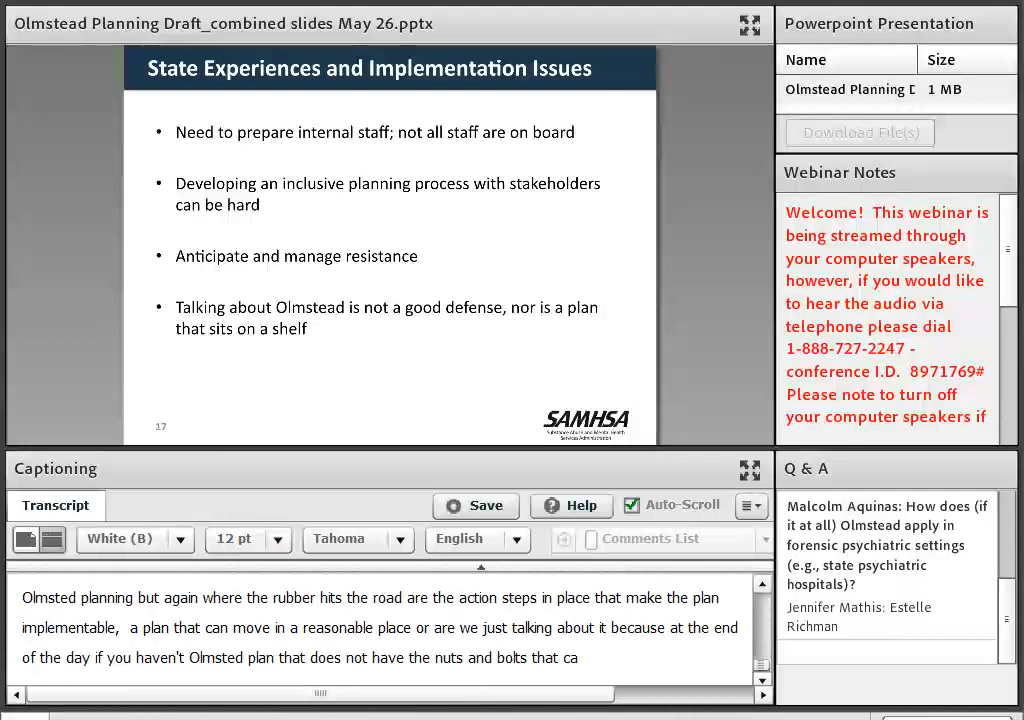 Olmstead Planning Draft_combined slides May 26.pptx
State Experiences and Implementation Issues
• Need to prepare internal staff; not all staff are on board
• Developing an inclusive planning process with stakeholders
can be hard
• Anticipate and manage resistance
• Talking about Olmstead is not a good defense, nor is a plan
that sits on a shelf
17
SAMHSA
Substance Abuse and Mental Health
Services Administration
Powerpoint Presentation
Name Size
Olmstead Planning D 1 MB
Download File(s)
Webinar Notes
Welcome! This webinar is
being streamed through
your computer speakers,
however, if you would like
to hear the audio via
telephone please dial
1-888-727-2247 -
conference I.D. 8971769#
Please note to turn off
your computer speakers if
Captioning
Transcript
Save
Help
Auto-Scroll
White (B)
12 pt
Tahoma
English
Comments List
Olmsted planning but again where the rubber hits the road are the action steps in place that make the plan
implementable, a plan that can move in a reasonable place or are we just talking about it because at the end
of the day if you haven't Olmsted plan that does not have the nuts and bolts that ca
Q & A
Malcolm Aquinas: How does (if
it at all) Olmstead apply in
forensic psychiatric settings
(e.g., state psychiatric
hospitals)?
Jennifer Mathis: Estelle
Richman